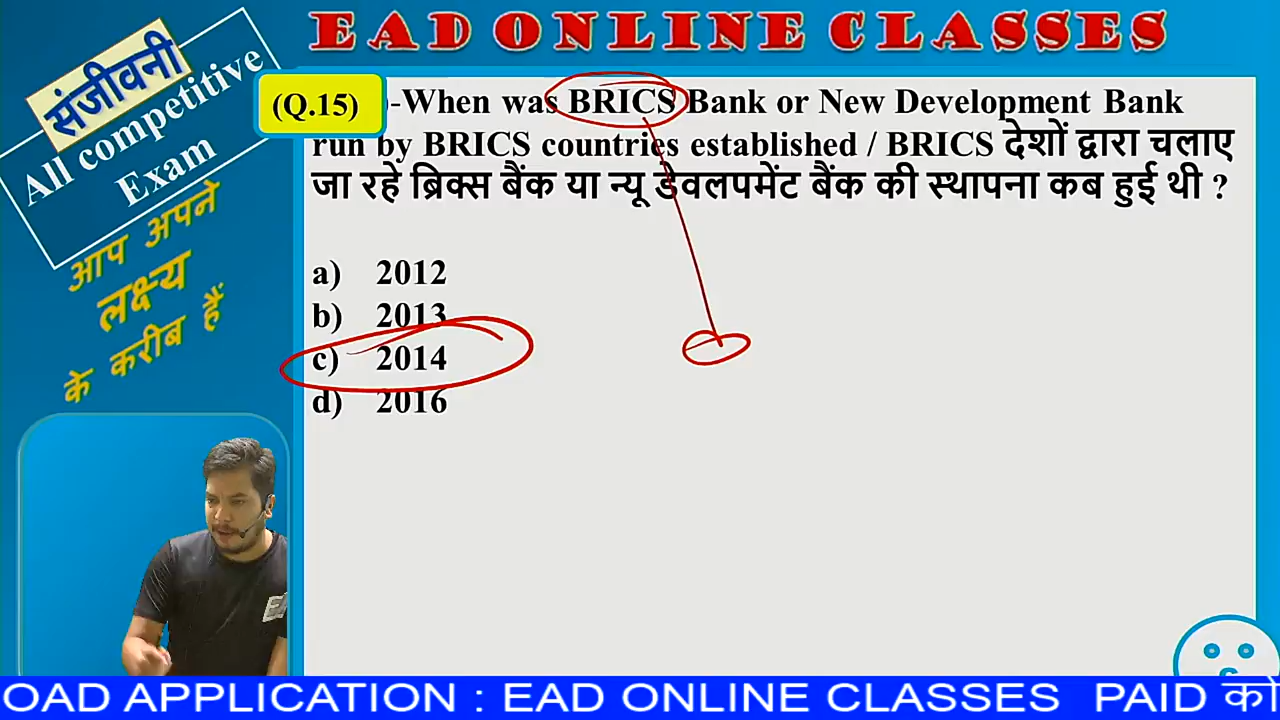 EAD ONLINE CLASSES
संजीवनी
All competitive
Exam
आप अपने
लक्ष्य
के करीब हैं
(Q.15)
-When was BRICS Bank or New Development Bank
run by BRICS countries established / BRICS देशों द्वारा चलाए
जा रहे ब्रिक्स बैंक या न्यू डेवलपमेंट बैंक की स्थापना कब हुई थी ?
a) 2012
b) 2013
c) 2014
d) 2016
OAD APPLICATION : EAD ONLINE CLASSES PAID को